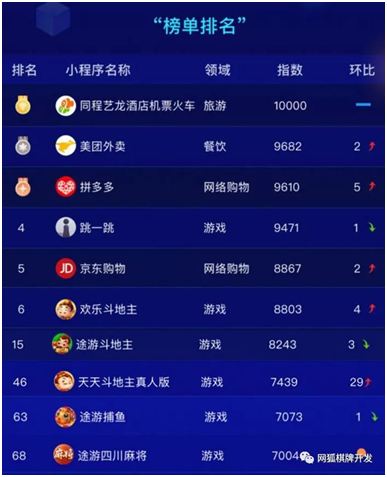 “榜单排名”
排名 小程序名称 领域 指数 环比
同程艺龙酒店机票火车 旅游 10000 —
美团外卖 餐饮 9682 2
拼多多 网络购物 9610 5
4 跳一跳 游戏 9471 1
5 JD 京东购物 网络购物 8867 2
6 欢乐斗地主 游戏 8803 4
15 途游斗地主 游戏 8243 3
46 天天斗地主真人版 游戏 7439 29
63 途游捕鱼 游戏 7073 1
68 途游四川麻将 游戏 7004
网狐棋牌开发